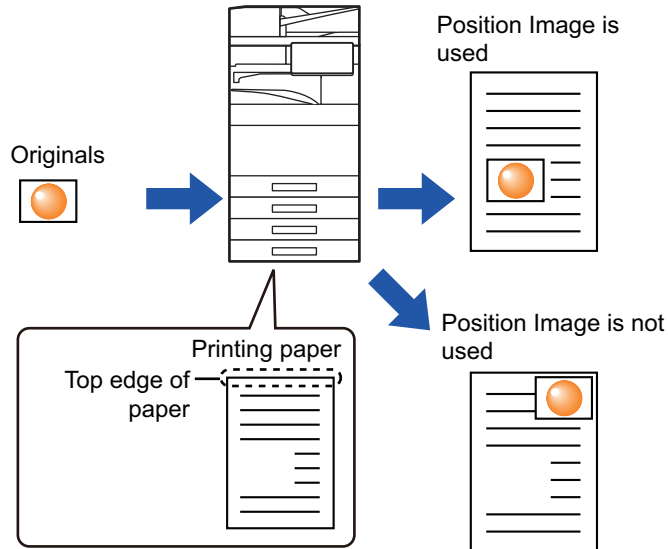 Position Image is
used
Originals
Position Image is not
used
Printing paper
Top edge of
paper